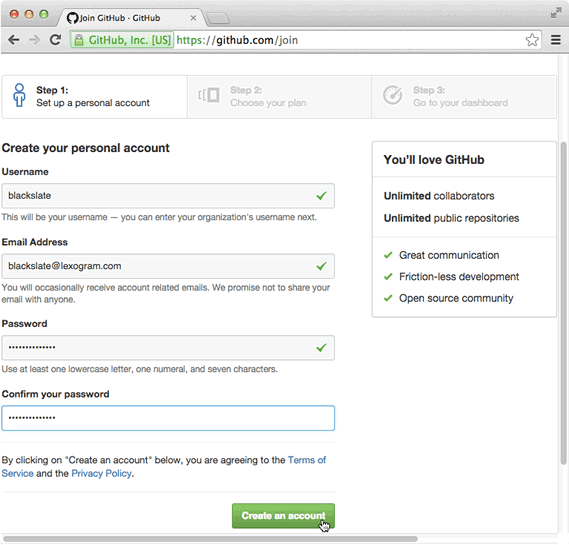 Join GitHub · GitHub
GitHub, Inc. [US] https://github.com/join
Step 1:
Set up a personal account
Step 2:
Choose your plan
Step 3:
Go to your dashboard
Create your personal account
Username
blackslate
This will be your username — you can enter your organization's username next.
Email Address
blackslate@lexogram.com
You will occasionally receive account related emails. We promise not to share your
email with anyone.
Password
••••••••••••••
Use at least one lowercase letter, one numeral, and seven characters.
Confirm your password
••••••••••••••
By clicking on "Create an account" below, you are agreeing to the Terms of
Service and the Privacy Policy.
Create an account
You'll love GitHub
Unlimited collaborators
Unlimited public repositories
Great communication
Friction-less development
Open source community